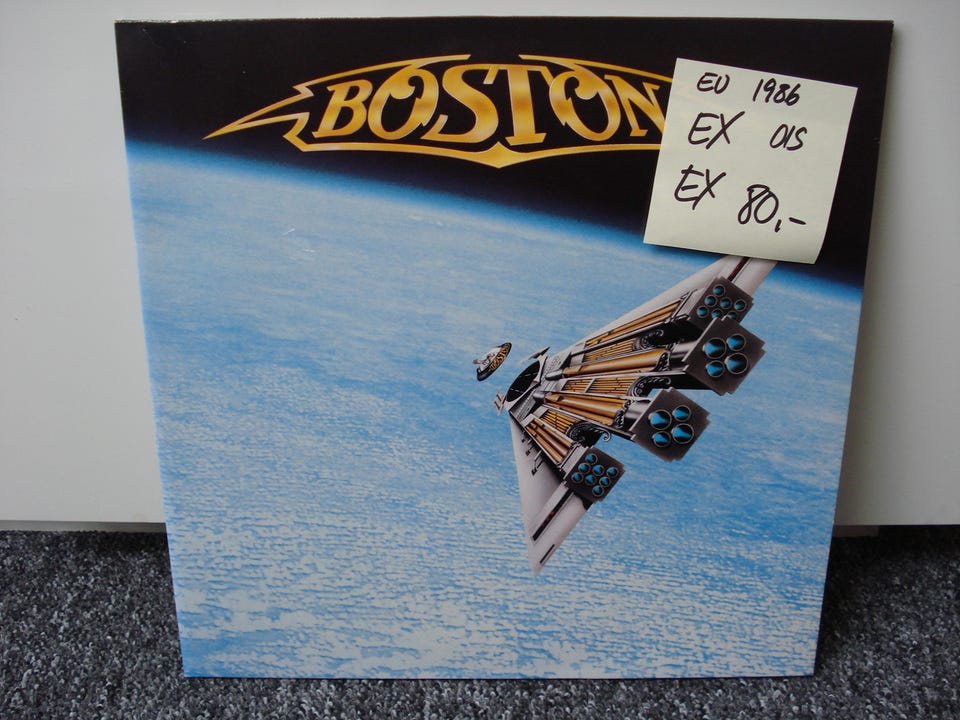 BOSTON
EU 1986
EX OIS
EX 80,-